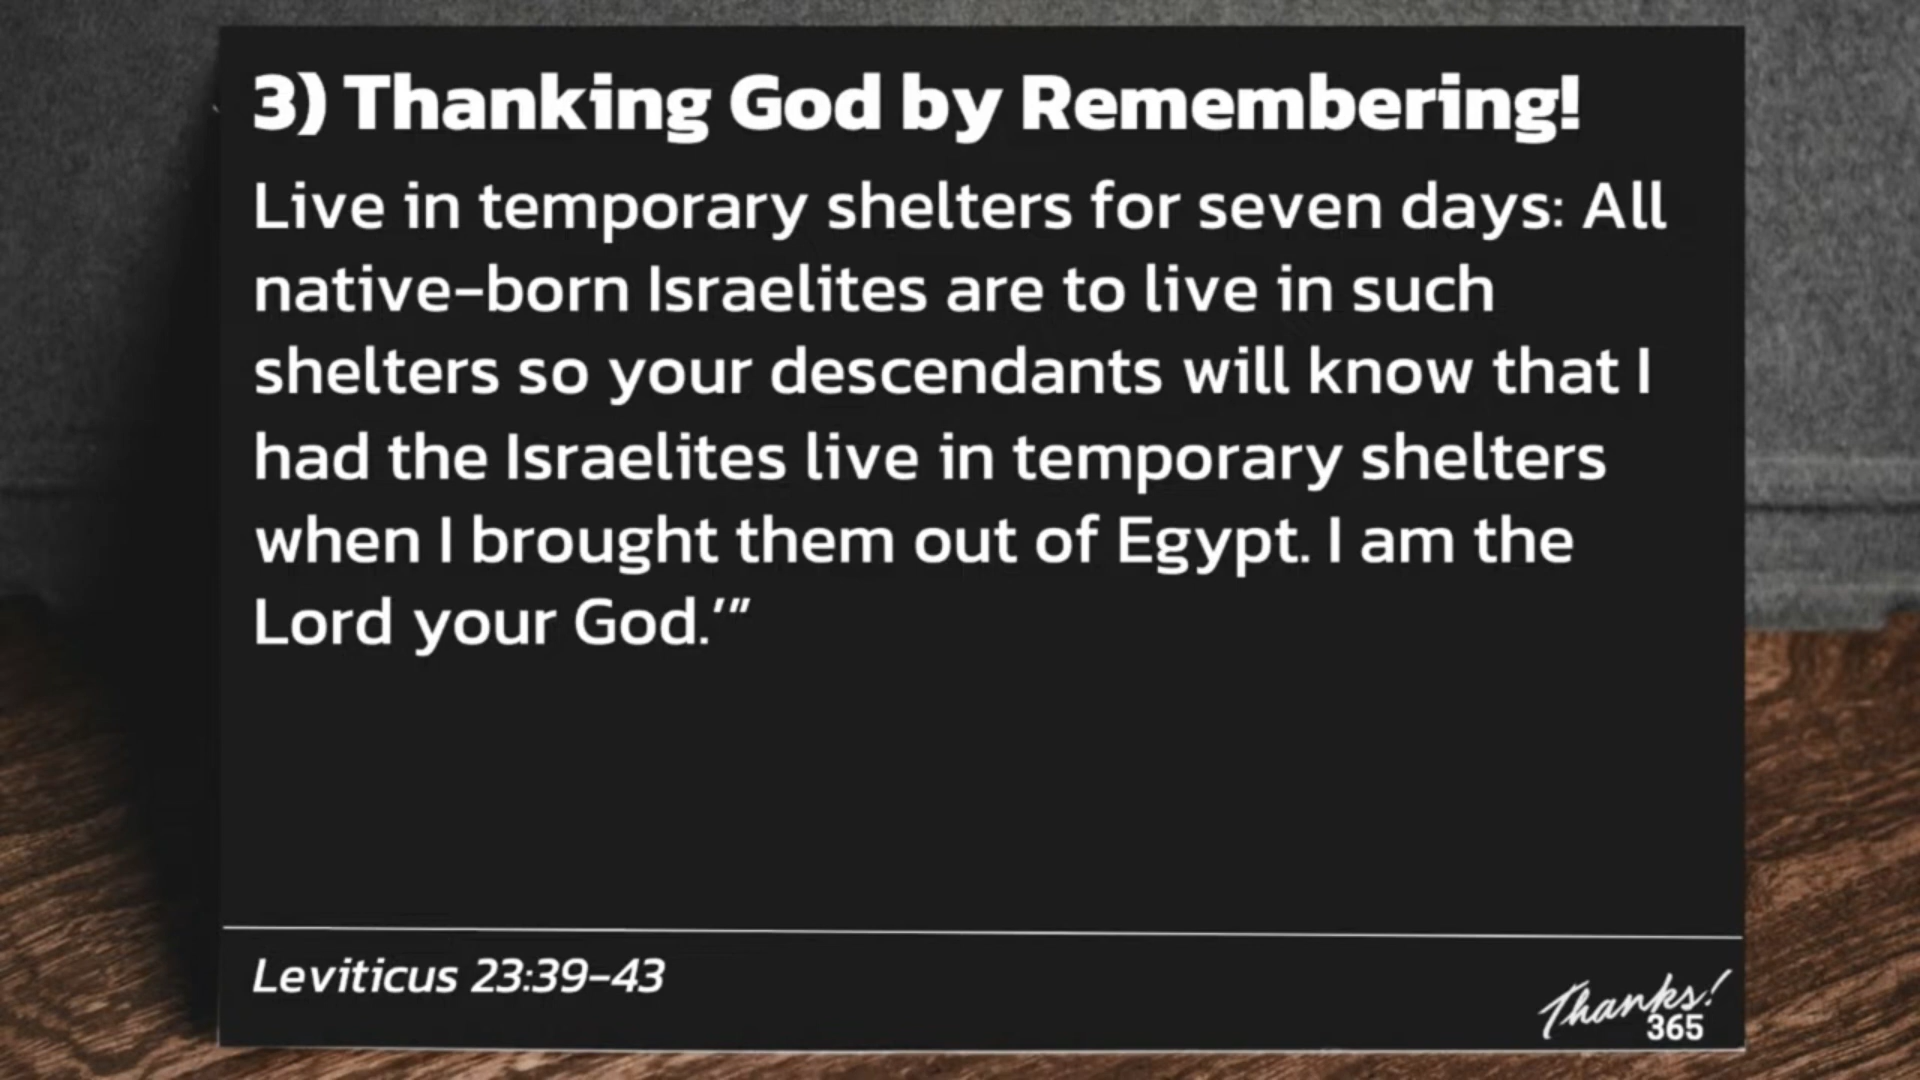 3) Thanking God by Remembering!
Live in temporary shelters for seven days: All
native-born Israelites are to live in such
shelters so your descendants will know that I
had the Israelites live in temporary shelters
when I brought them out of Egypt. I am the
Lord your God.’”
Leviticus 23:39-43
Thanks!
365